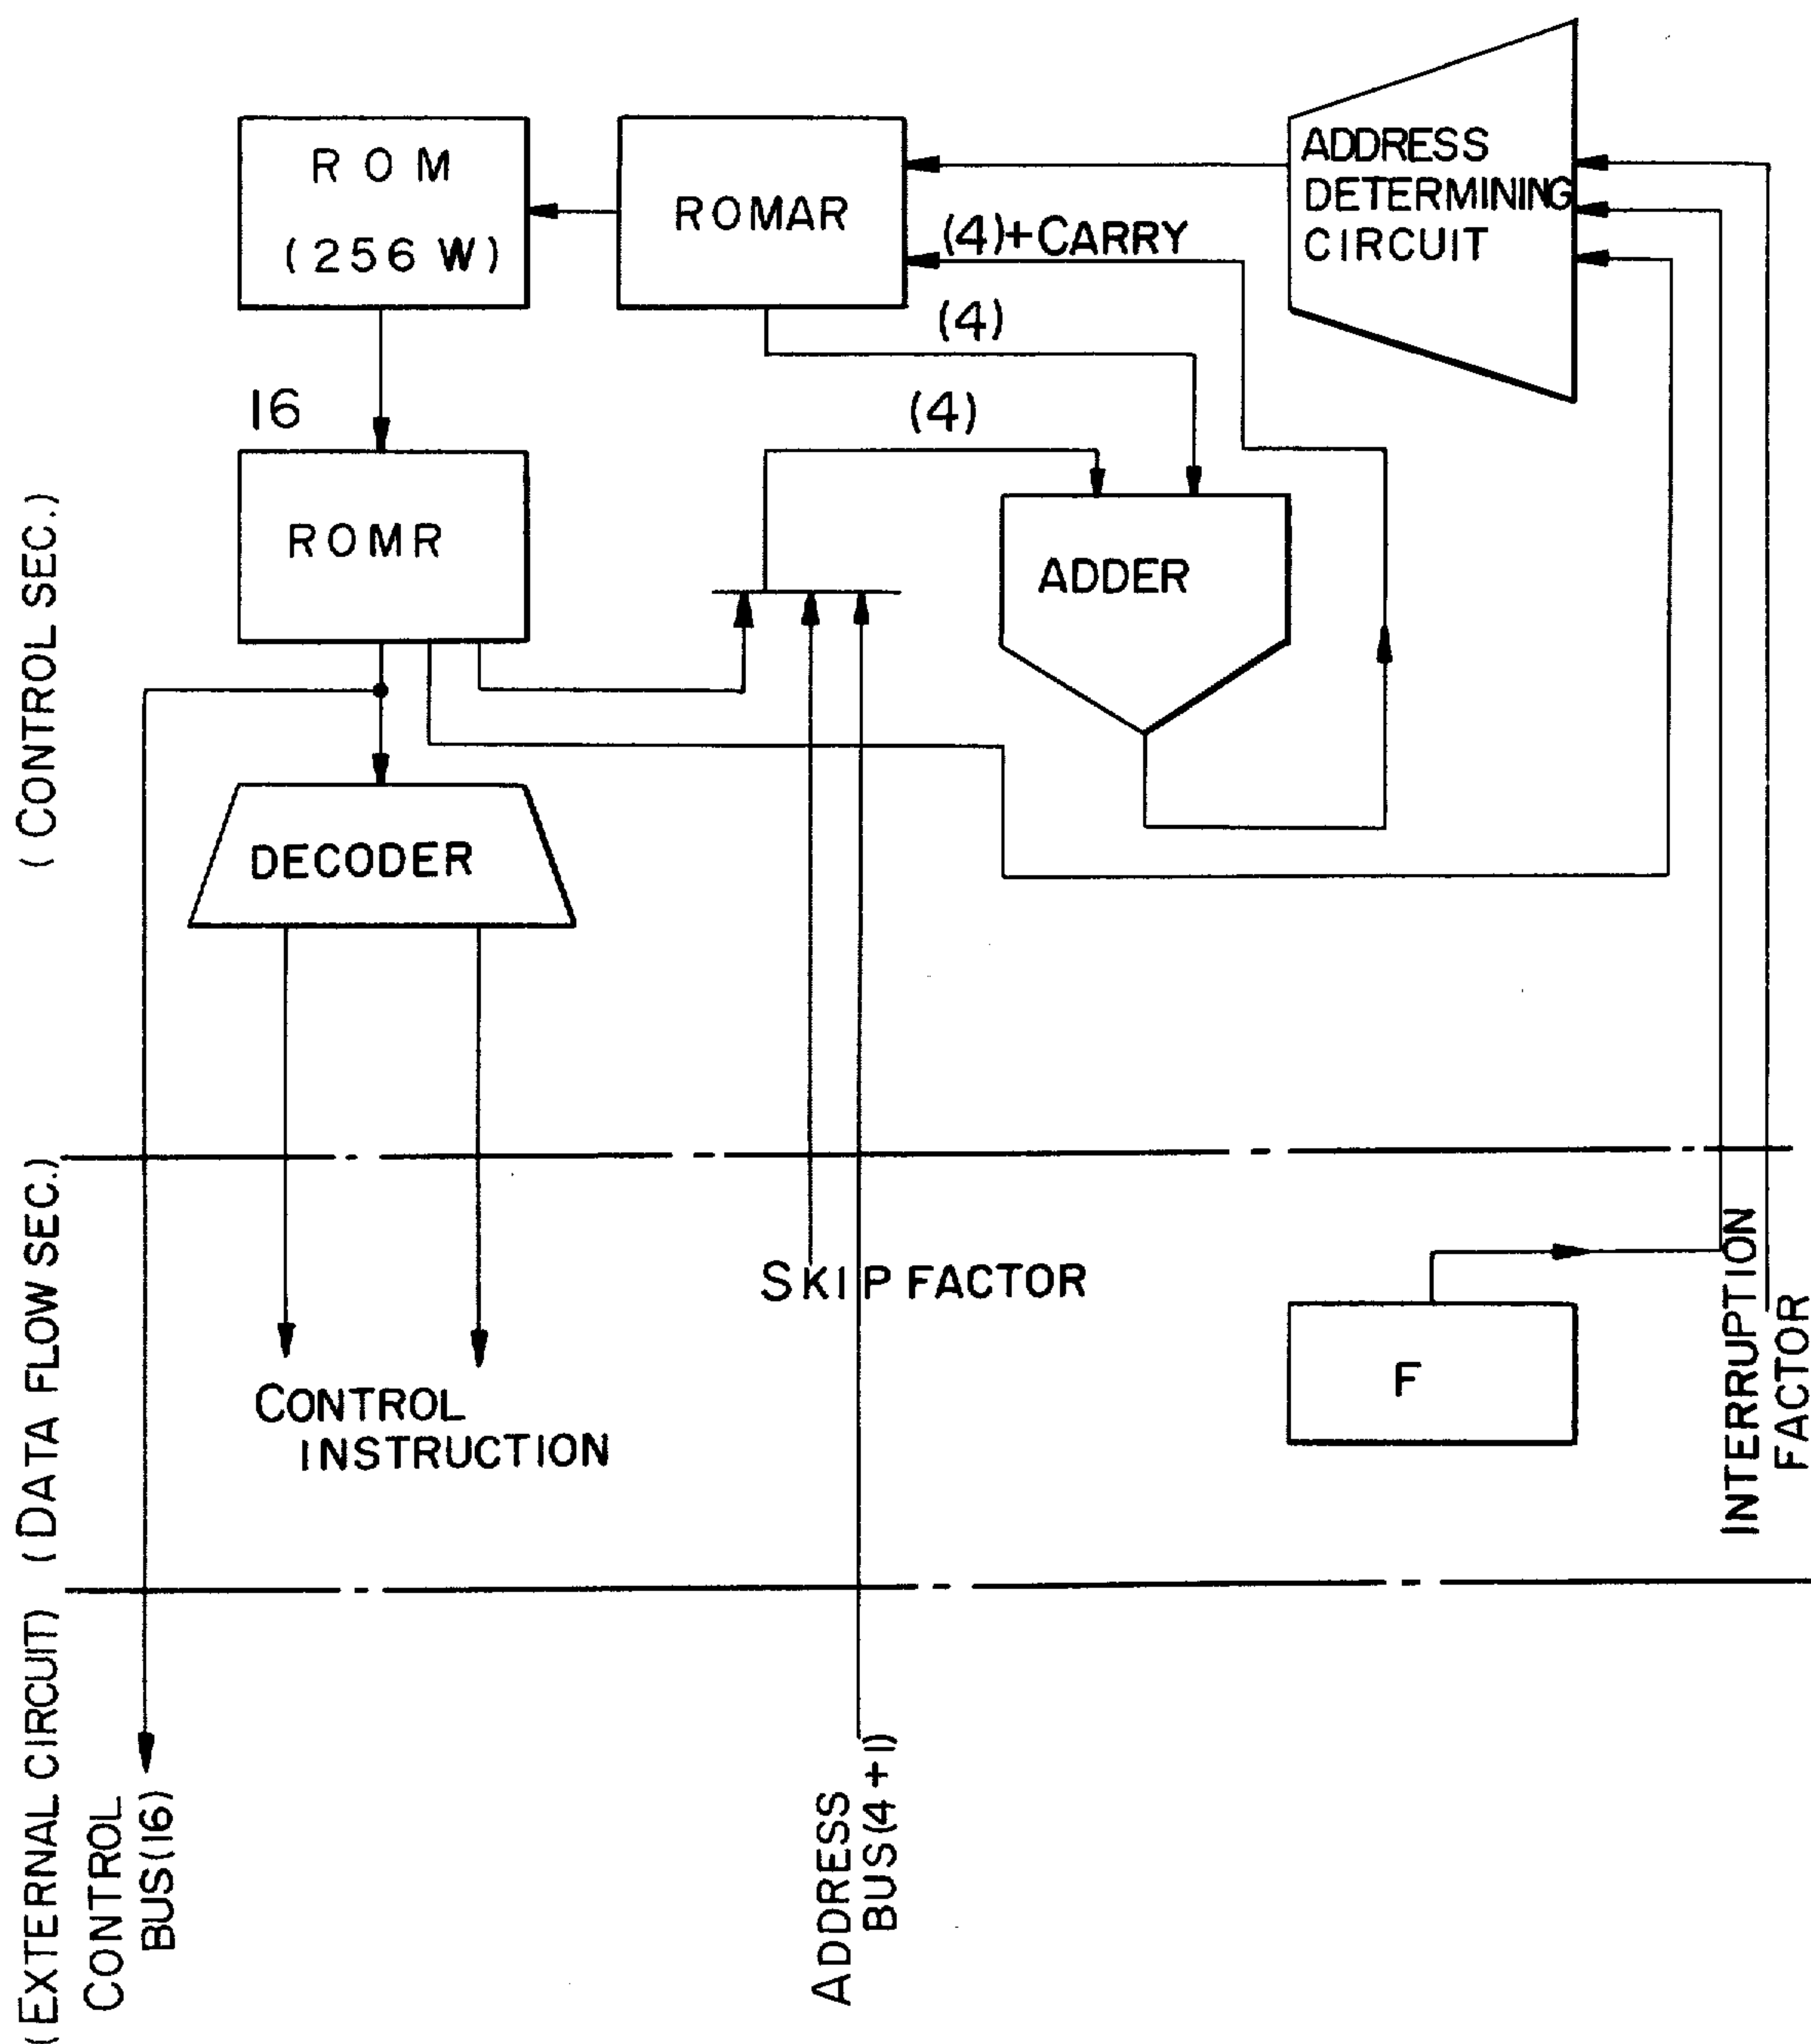 ROM
(256 W)
ROMAR
ADDRESS
DETERMINING
CIRCUIT
(4)+CARRY
(4)
16
(4)
ROMR
ADDER
DECODER
(CONTROL SEC.)
SKIP FACTOR
F
INTERRUPTION
FACTOR
CONTROL
INSTRUCTION
(DATA FLOW SEC.)
(EXTERNAL CIRCUIT)
CONTROL
BUS(16)
ADDRESS
BUS(4+1)